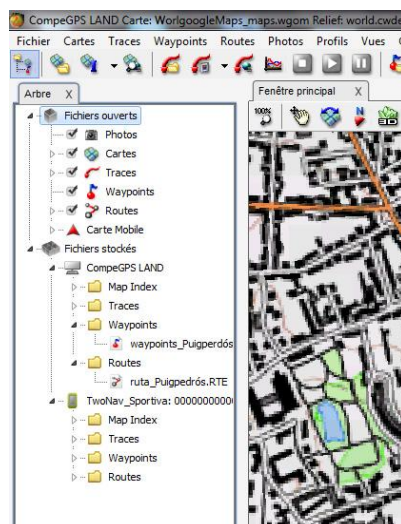 CompeGPS LAND Carte: WorlgoogleMaps_maps.wgom Relief: world.cwde
Fichier Cartes Traces Waypoints Routes Photos Profils Vues
Arbre X
Fenêtre principal X
100%
N
3D
Fichiers ouverts
Photos
Cartes
Traces
Waypoints
Routes
Carte Mobile
Fichiers stockés
CompeGPS LAND
Map Index
Traces
Waypoints
waypoints_Puigperdós
Routes
ruta_Puigpedrós.RTE
TwoNav_Sportiva: 0000000000
Map Index
Traces
Waypoints
Routes